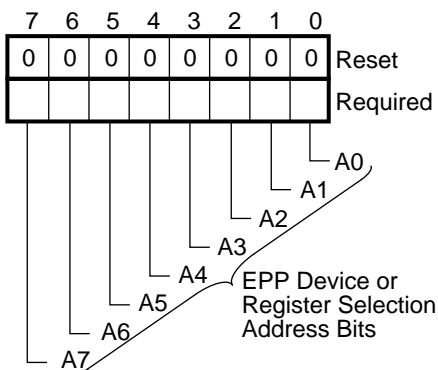 7 6 5 4 3 2 1 0
0 0 0 0 0 0 0 0 Reset
Required
A0
A1
A2
A3
A4
A5
A6
A7
EPP Device or
Register Selection
Address Bits